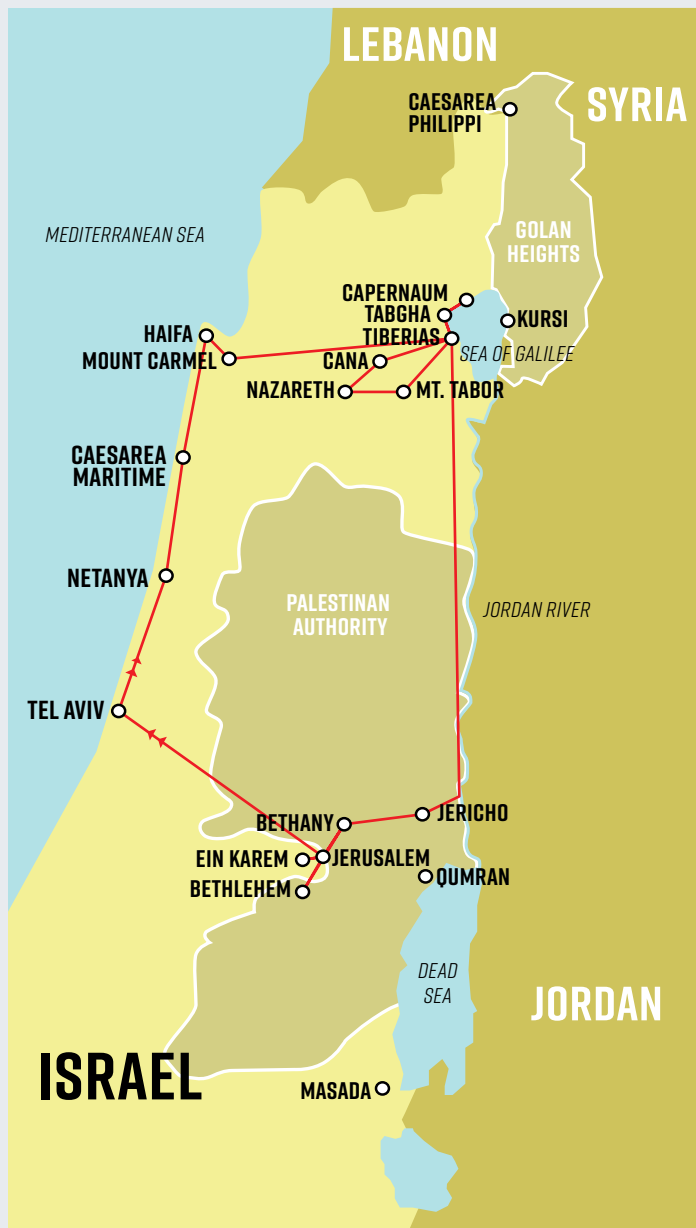 LEBANON
CAESAREA
PHILIPPI
SYRIA
MEDITERRANEAN SEA
GOLAN
HEIGHTS
CAPERNAUM
TABGHA
KURSI
HAIFA
TIBERIAS
MOUNT CARMEL
CANA
SEA OF GALILEE
NAZARETH
MT. TABOR
CAESAREA
MARITIME
NETANYA
PALESTINAN
AUTHORITY
JORDAN RIVER
TEL AVIV
BETHANY
JERICHO
EIN KAREM
JERUSALEM
BETHLEHEM
QUMRAN
DEAD
SEA
JORDAN
ISRAEL
MASADA